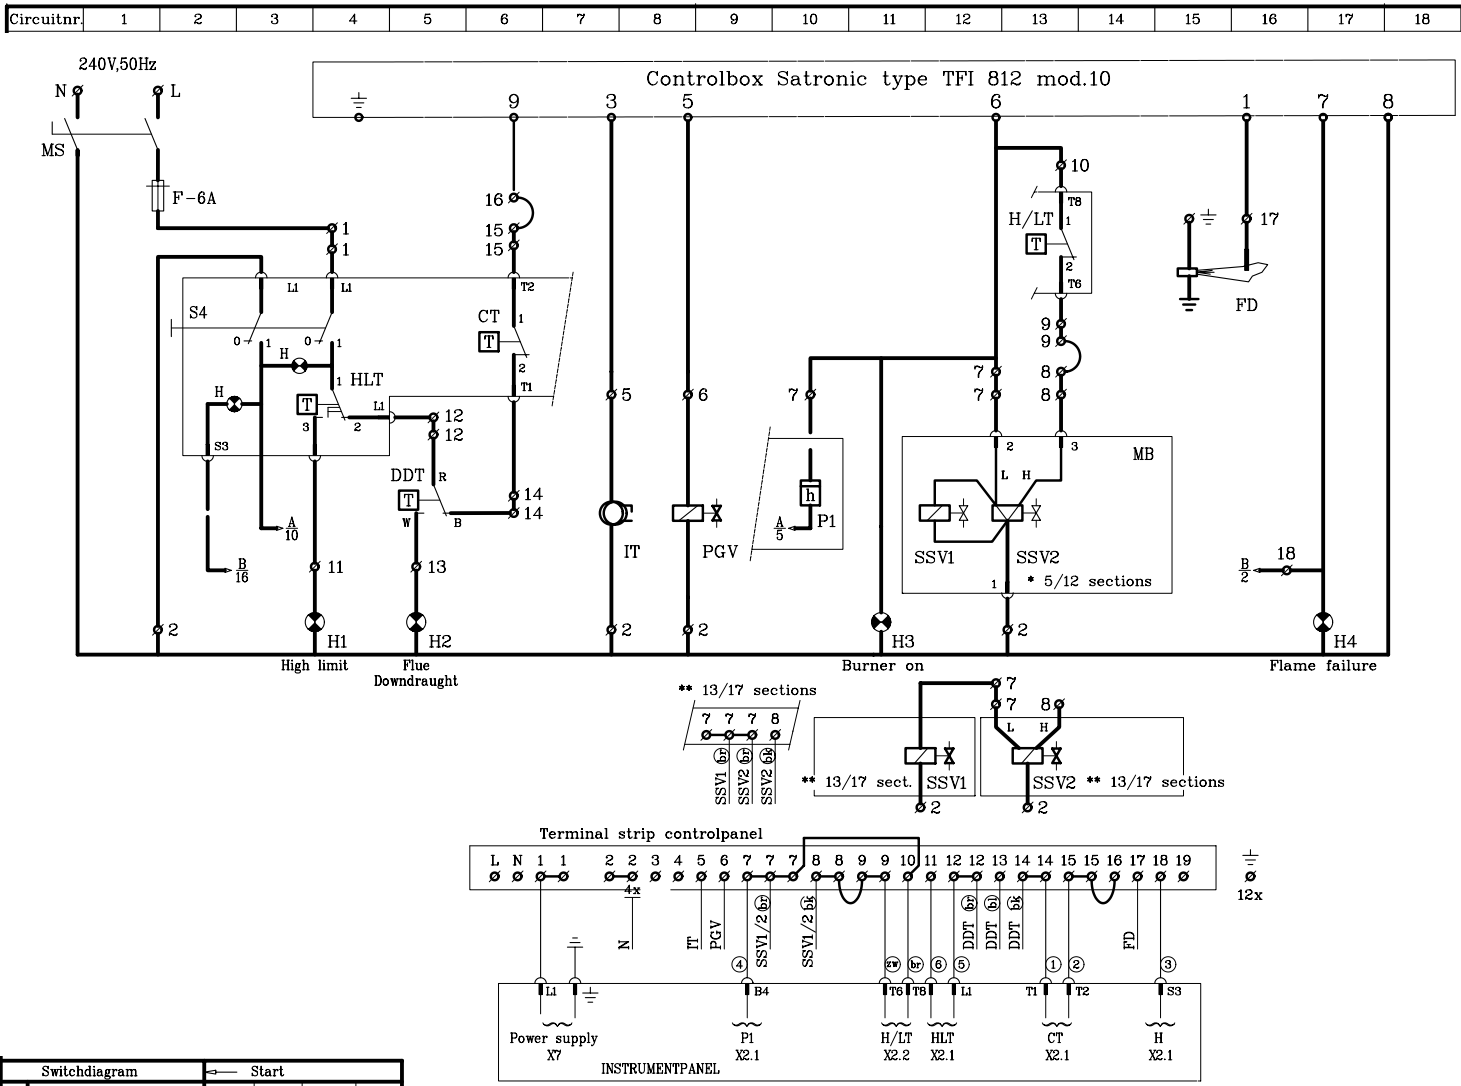 Circuitnr. 1 2 3 4 5 6 7 8 9 10 11 12 13 14 15 16 17 18
240V,50Hz
Controlbox Satronic type TFI 812 mod.10
N L
9 3 5 6 1 7 8
MS
F-6A
16
10
T8
H/LT 1
T
2
T6
1
1
15
15
17
FD
L1 L1
T2
S4
CT 1
T
2
T1
0 1 0 1
H
9
9
8
8
7
7
7
H
1 HLT
T
L1
3 2
12
12
5
6
S3
2 3
MB
DDT R
T
W B
14
14
L H
h
P1
A
5
A
10
IT
PGV
SSV1 SSV2
* 5/12 sections
1
B
16
11
13
18
B
2
2
2
2
2
H1
H2
H3
H4
High limit
Flue
Downdraught
Burner on
Flame failure
** 13/17 sections
7 7 7 8
SSV1 br
SSV2 br
SSV2 bk
7
7
8
L H
** 13/17 sect. SSV1
SSV2 ** 13/17 sections
2
2
Terminal strip controlpanel
L N 1 1 2 2 3 4 5 6 7 7 7 8 8 9 9 10 11 12 12 13 14 14 15 15 16 17 18 19
4x
12x
N
IT
PGV
SSV1/2 br
SSV1/2 bk
DDT br
DDT bl
DDT bk
FD
4 zw br 6 5 1 2 3
L1 B4 T6 T8 L1 T1 T2 S3
Power supply P1 H/LT HLT CT H
X7 X2.1 X2.2 X2.1 X2.1 X2.1
INSTRUMENTPANEL
Switchdiagram Start